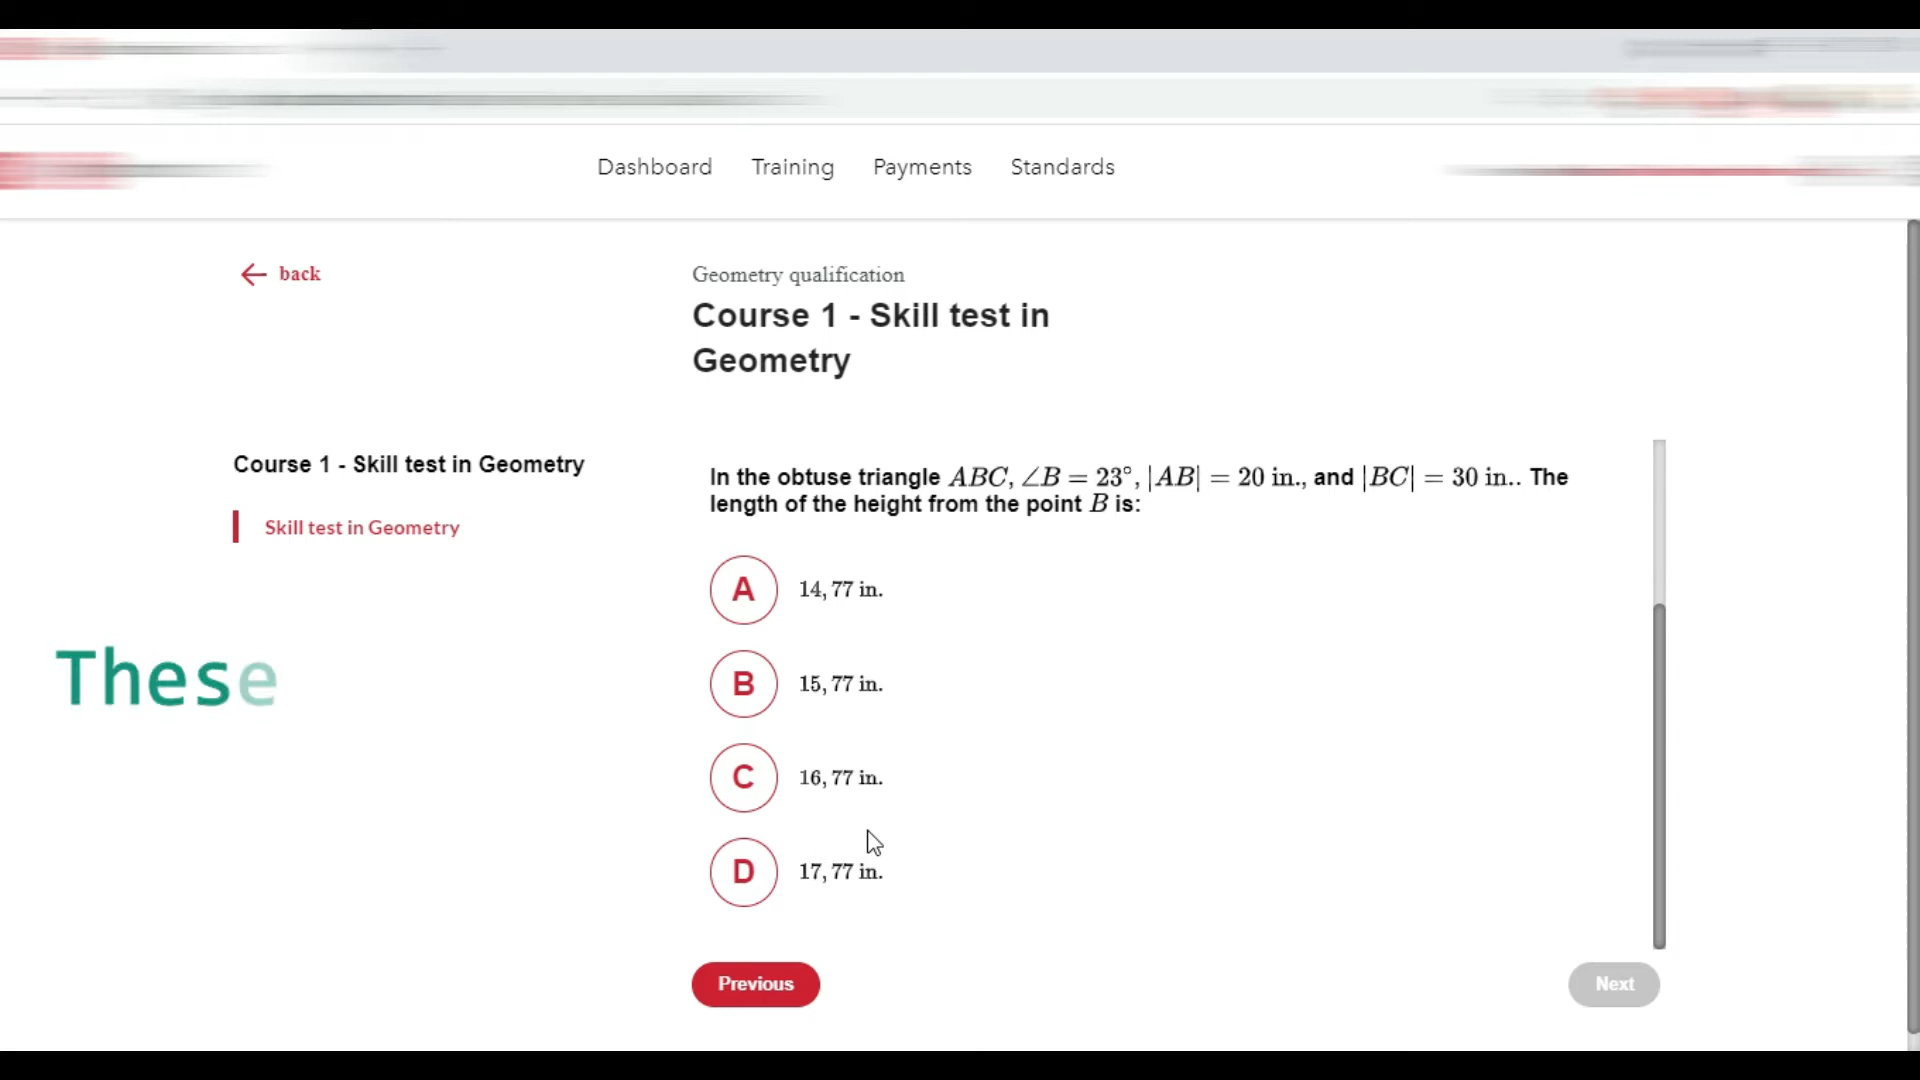 Dashboard Training Payments Standards
back
Geometry qualification
Course 1 - Skill test in
Geometry
Course 1 - Skill test in Geometry
Skill test in Geometry
These
In the obtuse triangle ABC, ∠B = 23°, |AB| = 20 in., and |BC| = 30 in.. The
length of the height from the point B is:
A 14, 77 in.
B 15, 77 in.
C 16, 77 in.
D 17, 77 in.
Previous
Next